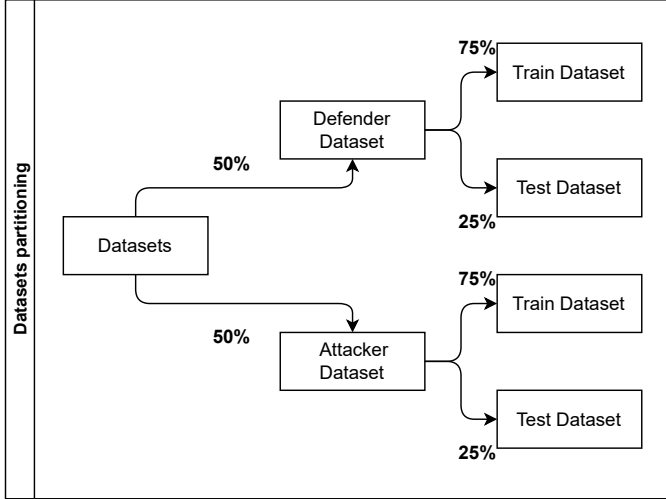 Datasets partitioning
Datasets
50%
50%
Defender
Dataset
Attacker
Dataset
75%
Train Dataset
Test Dataset
25%
75%
Train Dataset
Test Dataset
25%